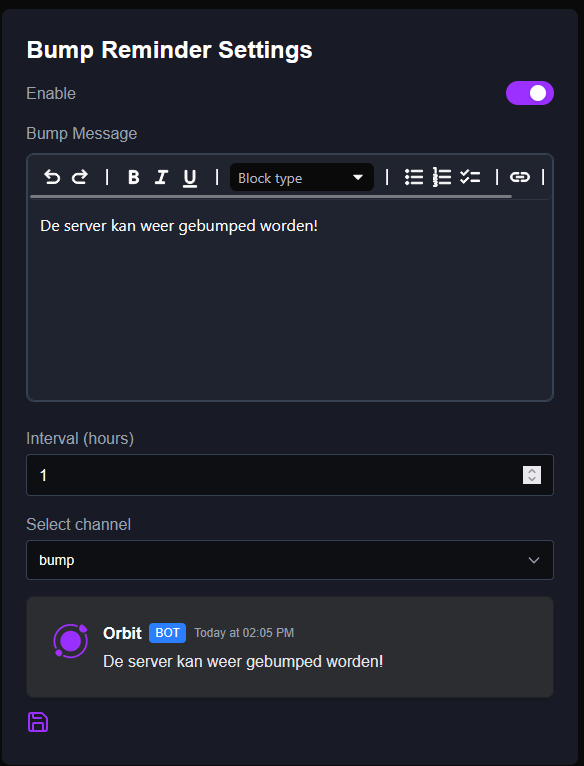 Bump Reminder Settings
Enable
Bump Message
B I U Block type
De server kan weer gebumped worden!
Interval (hours)
1
Select channel
bump
Orbit BOT Today at 02:05 PM
De server kan weer gebumped worden!